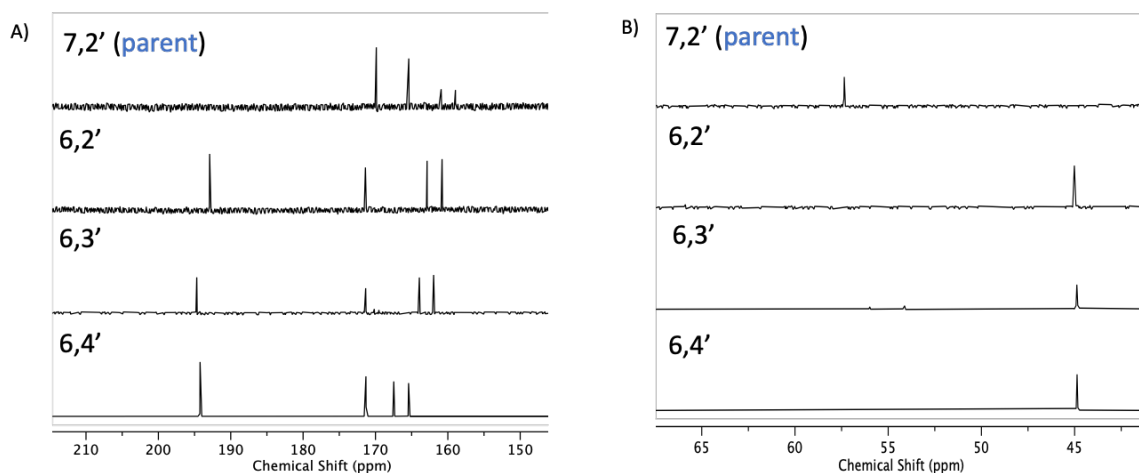 A)
7,2’ (parent)
6,2’
6,3’
6,4’
210 200 190 180 170 160 150
Chemical Shift (ppm)
B)
7,2’ (parent)
6,2’
6,3’
6,4’
65 60 55 50 45
Chemical Shift (ppm)